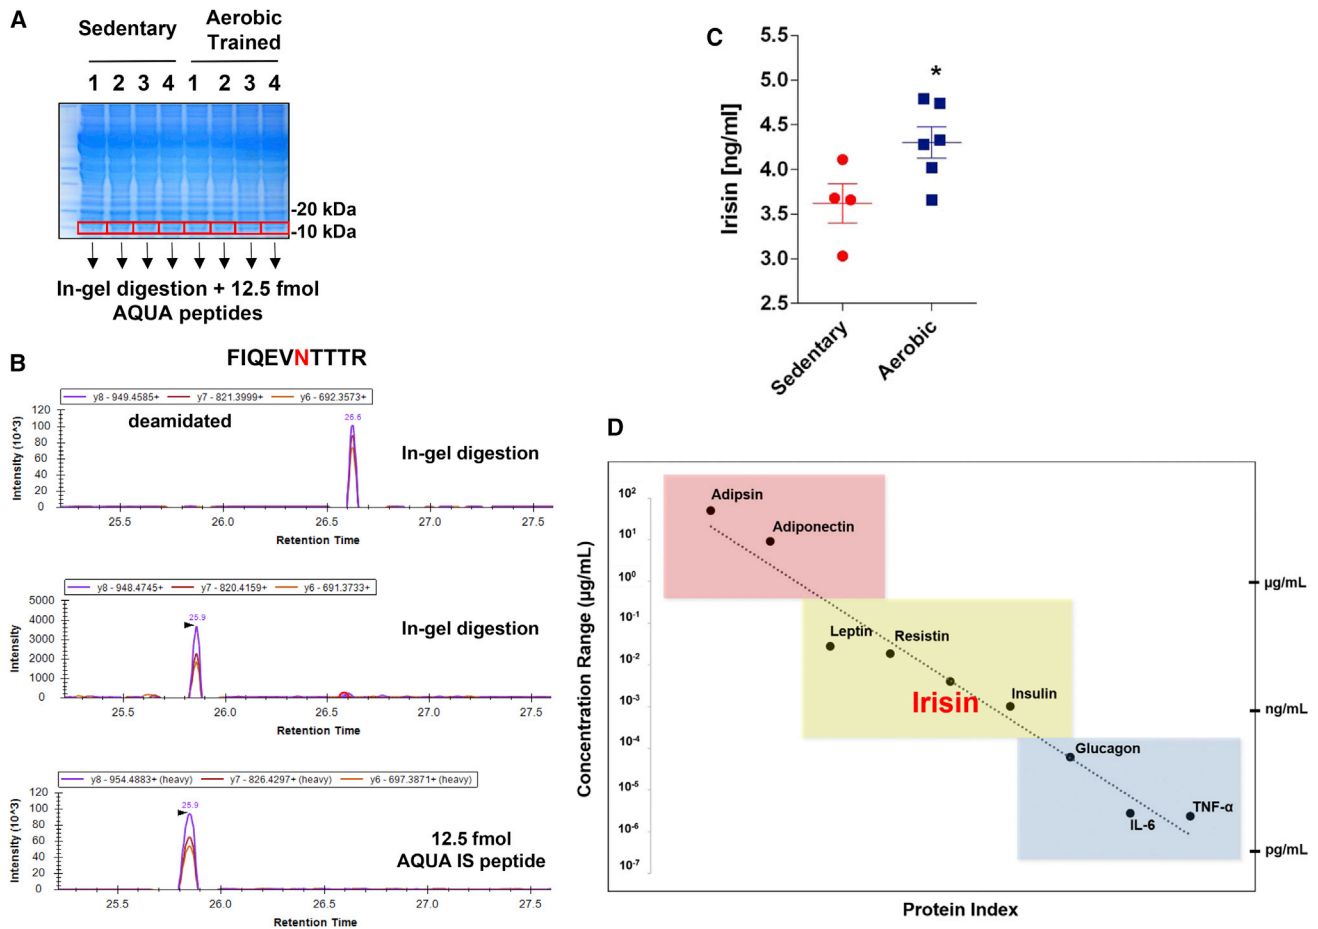 A
Sedentary
Aerobic
Trained
1 2 3 4 1 2 3 4
-20 kDa
-10 kDa
In-gel digestion + 12.5 fmol
AQUA peptides
B
FIQEVNTTTR
y8 - 949.4585+ y7 - 821.3999+ y6 - 692.3573+
deamidated
In-gel digestion
26.6
Intensity (10^3)
120
100
80
60
40
20
0
25.5 26.0 26.5 27.0 27.5
Retention Time
y8 - 948.4745+ y7 - 820.4159+ y6 - 691.3733+
In-gel digestion
25.9
Intensity
5000
4000
3000
2000
1000
0
25.5 26.0 26.5 27.0 27.5
Retention Time
y8 - 954.4883+ (heavy) y7 - 826.4297+ (heavy) y6 - 697.3871+ (heavy)
12.5 fmol
AQUA IS peptide
25.9
Intensity (10^3)
120
100
80
60
40
20
0
25.5 26.0 26.5 27.0 27.5
Retention Time
C
Irisin [ng/ml]
5.5
5.0
4.5
4.0
3.5
3.0
2.5
*
Sedentary
Aerobic
D
Concentration Range (µg/mL)
10²
10¹
10⁰
10⁻¹
10⁻²
10⁻³
10⁻⁴
10⁻⁵
10⁻⁶
10⁻⁷
Adipsin
Adiponectin
Leptin
Resistin
Irisin
Insulin
Glucagon
IL-6
TNF-α
µg/mL
ng/mL
pg/mL
Protein Index